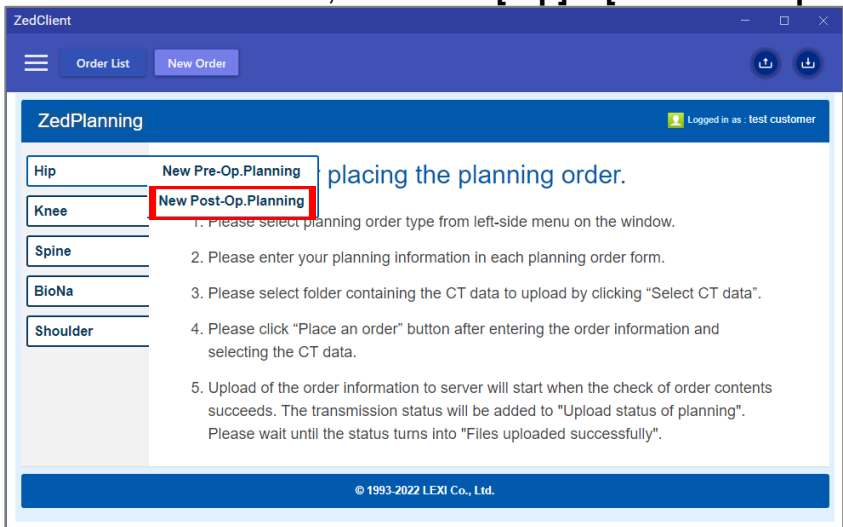 ZedClient
Order List
New Order
ZedPlanning
Logged in as : test customer
Hip
New Pre-Op.Planning
placing the planning order.
Knee
New Post-Op.Planning
1. Please select planning order type from left-side menu on the window.
Spine
2. Please enter your planning information in each planning order form.
BioNa
3. Please select folder containing the CT data to upload by clicking “Select CT data”.
Shoulder
4. Please click “Place an order” button after entering the order information and
selecting the CT data.
5. Upload of the order information to server will start when the check of order contents
succeeds. The transmission status will be added to "Upload status of planning".
Please wait until the status turns into "Files uploaded successfully".
© 1993-2022 LEXI Co., Ltd.